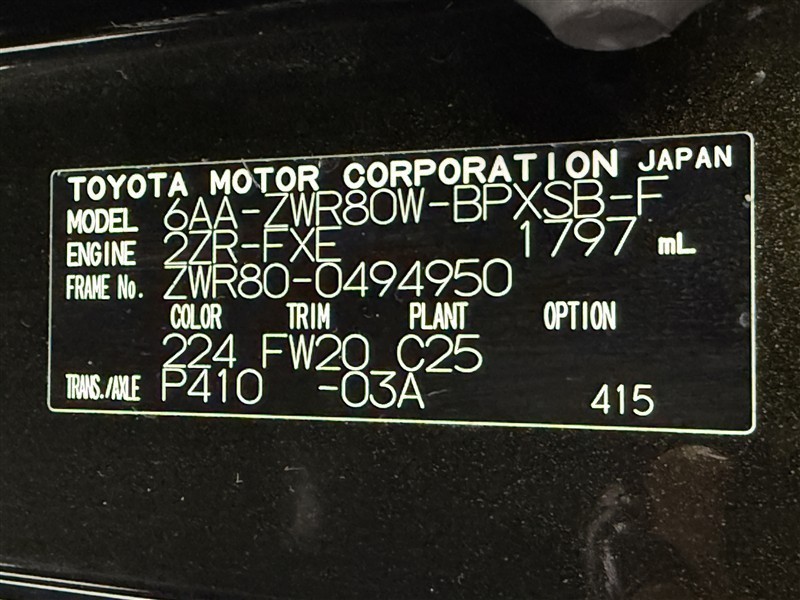 TOYOTA MOTOR CORPORATION JAPAN
MODEL 6AA-ZWR80W-BPXSB-F
ENGINE 2ZR-FXE 1797 mL
FRAME No. ZWR80-0494950
COLOR TRIM PLANT OPTION
224 FW20 C25
TRANS./AXLE P410 -03A 415